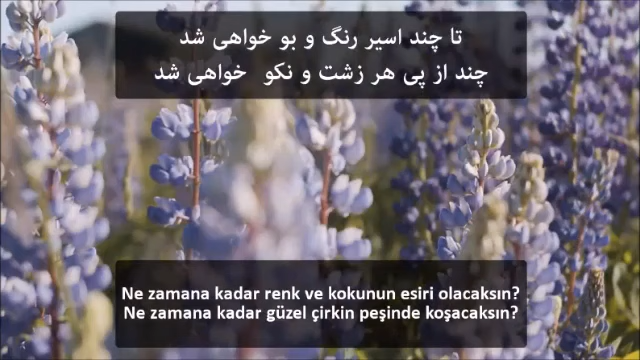 تا چند اسیر رنگ و بو خواهی شد
چند از پی هر زشت و نکو خواهی شد
Ne zamana kadar renk ve kokunun esiri olacaksın?
Ne zamana kadar güzel çirkin peşinde koşacaksın?